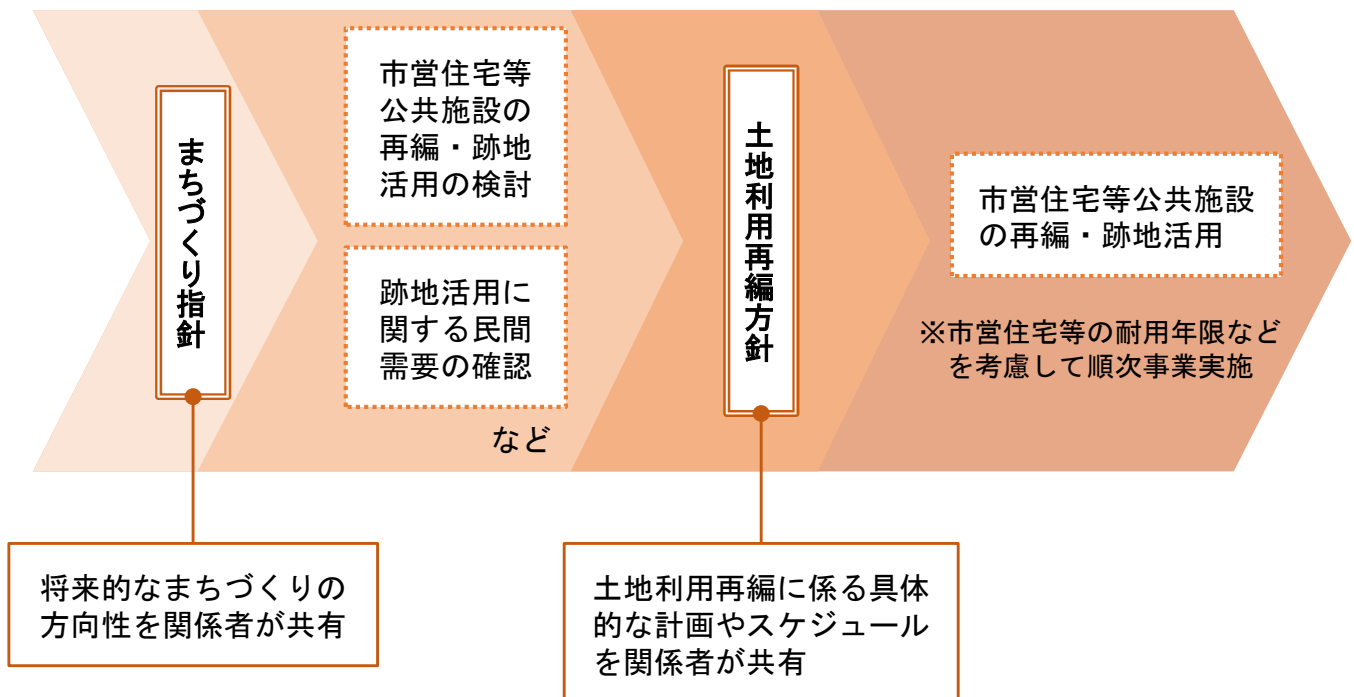 まちづくり指針
市営住宅等
公共施設の
再編・跡地
活用の検討
跡地活用に
関する民間
需要の確認
など
土地利用再編方針
市営住宅等公共施設
の再編・跡地活用
※市営住宅等の耐用年限など
を考慮して順次事業実施
将来的なまちづくりの
方向性を関係者が共有
土地利用再編に係る具体
的な計画やスケジュール
を関係者が共有